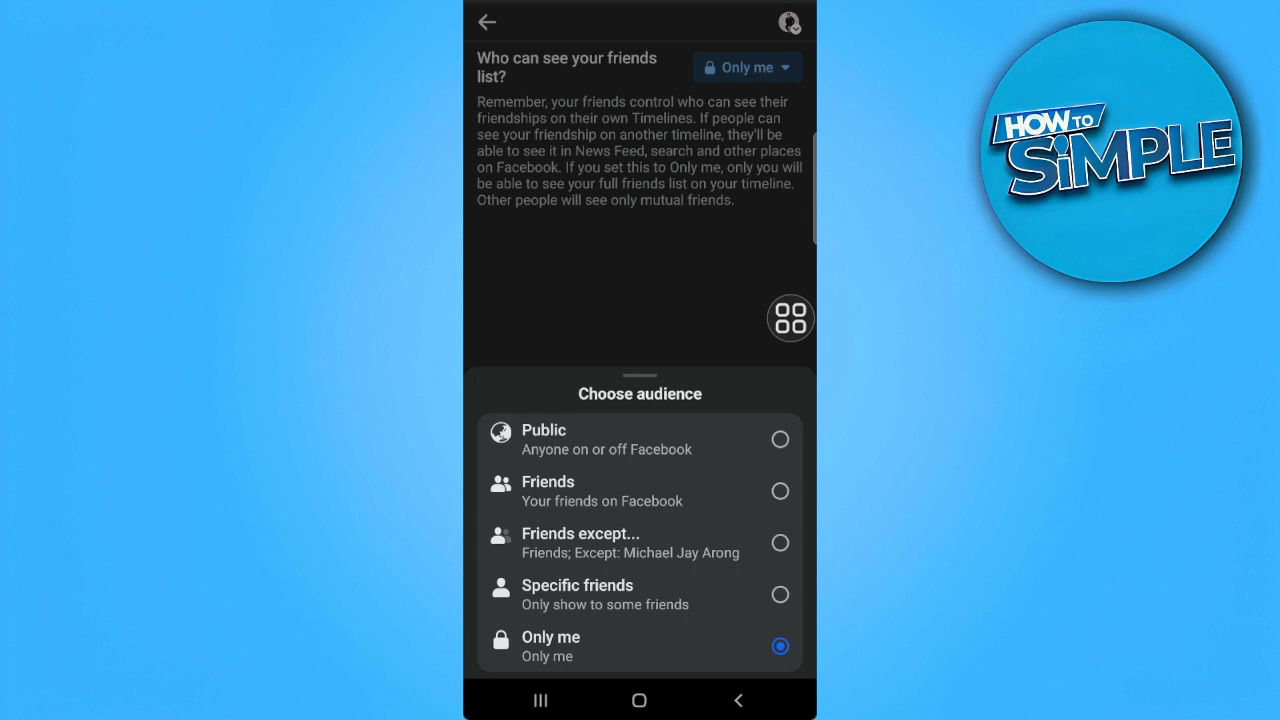 Who can see your friends
list?
Only me
Remember, your friends control who can see their
friendships on their own Timelines. If people can
see your friendship on another timeline, they'll be
able to see it in News Feed, search and other places
on Facebook. If you set this to Only me, only you will
be able to see your full friends list on your timeline.
Other people will see only mutual friends.
Choose audience
Public
Anyone on or off Facebook
Friends
Your friends on Facebook
Friends except...
Friends; Except: Michael Jay Arong
Specific friends
Only show to some friends
Only me
Only me
HOW TO
SiMPLE